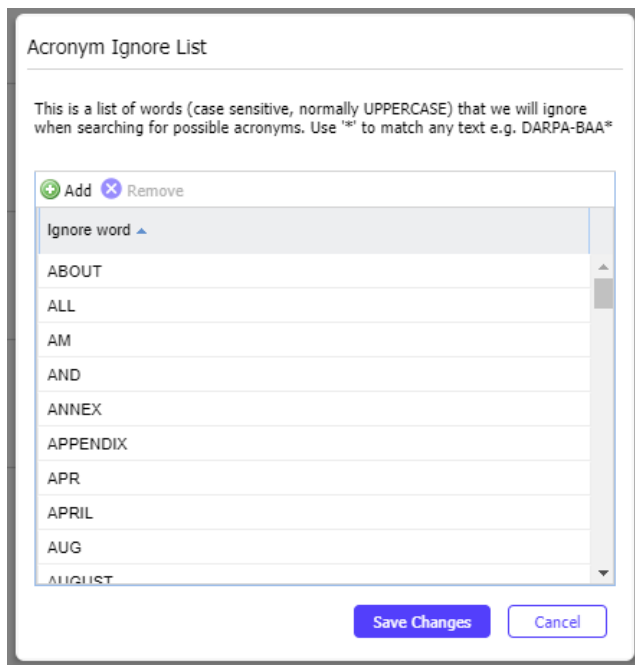 Acronym Ignore List
This is a list of words (case sensitive, normally UPPERCASE) that we will ignore
when searching for possible acronyms. Use '*' to match any text e.g. DARPA-BAA*
Add Remove
Ignore word
ABOUT
ALL
AM
AND
ANNEX
APPENDIX
APR
APRIL
AUG
AUGUST
Save Changes Cancel